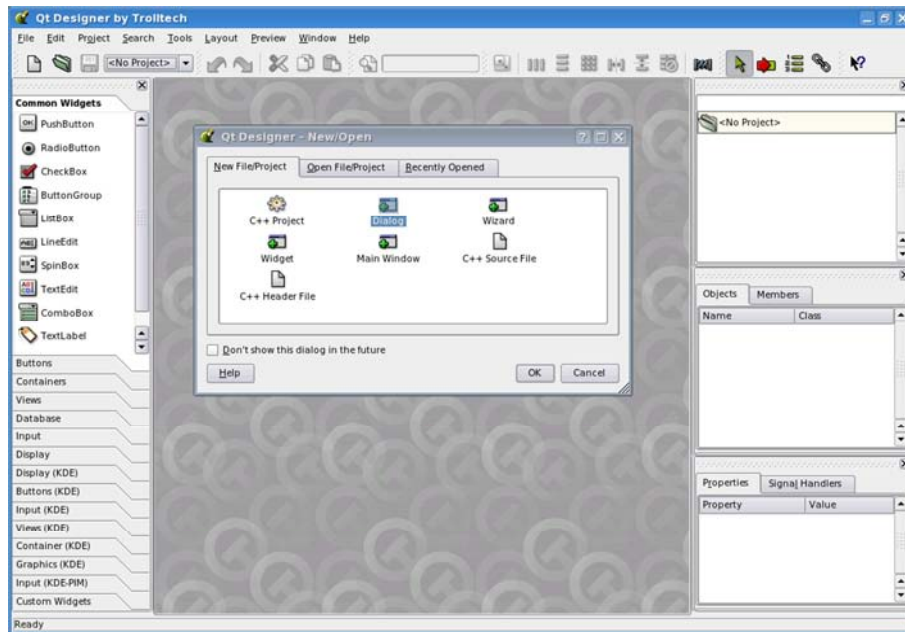 Qt Designer by Trolltech
File Edit Project Search Tools Layout Preview Window Help
<No Project>
Common Widgets
PushButton
RadioButton
CheckBox
ButtonGroup
ListBox
LineEdit
SpinBox
TextEdit
ComboBox
TextLabel
Buttons
Containers
Views
Database
Input
Display
Display (KDE)
Buttons (KDE)
Input (KDE)
Views (KDE)
Container (KDE)
Graphics (KDE)
Input (KDE-PIM)
Custom Widgets
Qt Designer - New/Open
New File/Project Open File/Project Recently Opened
C++ Project Dialog Wizard
Widget Main Window C++ Source File
C++ Header File
Don't show this dialog in the future
Help OK Cancel
<No Project>
Objects Members
Name Class
Properties Signal Handlers
Property Value
Ready